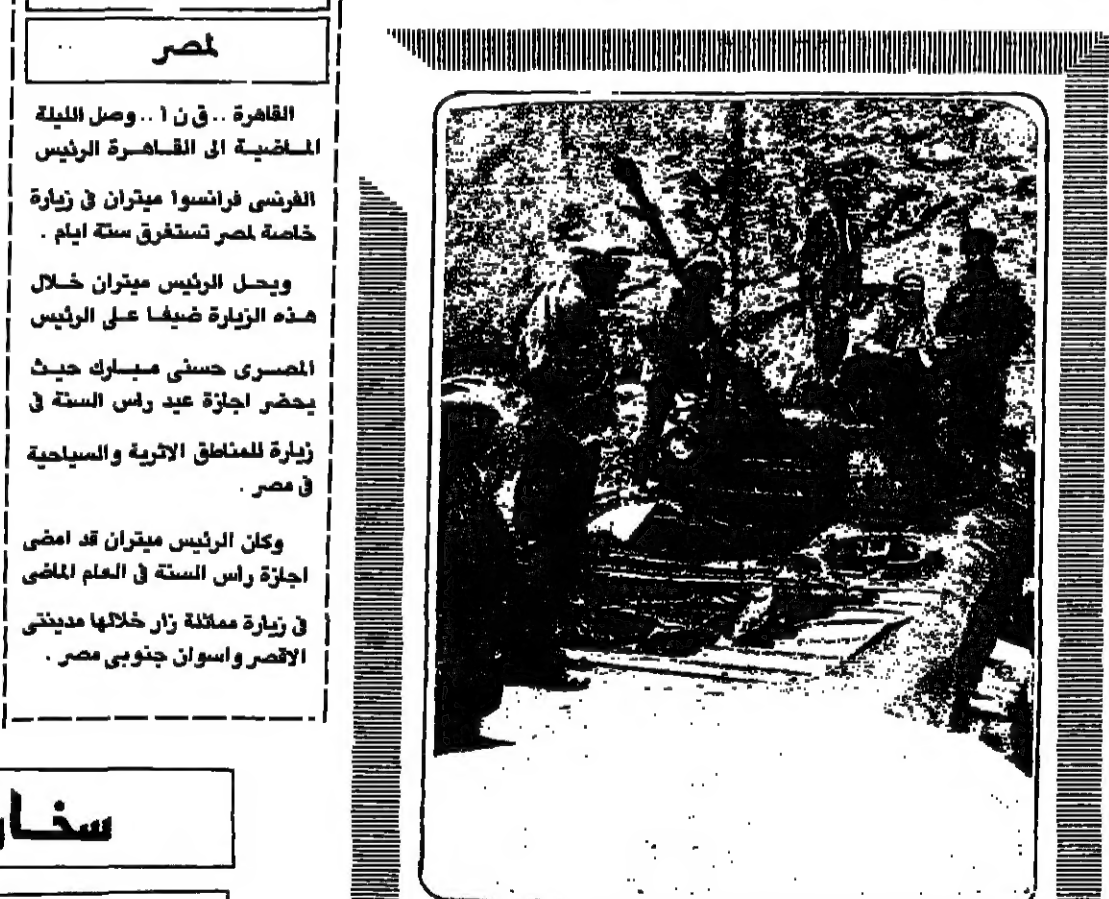 لمصر
القاهرة .. ق ن ا .. وصل الليلة
الماضية الى القاهرة الرئيس
الفرنسى فرانسوا ميتران فى زيارة
خاصة لمصر تستغرق ستة ايام .
ويحل الرئيس ميتران خلال
هذه الزيارة ضيفا على الرئيس
المصرى حسنى مبارك حيث
يحضر اجازة عيد راس السنة فى
زيارة للمناطق الاثرية والسياحية
فى مصر .
وكان الرئيس ميتران قد امضى
اجازة راس السنة فى العام الماضى
فى زيارة مماثلة زار خلالها مدينتى
الاقصر واسوان جنوبى مصر .